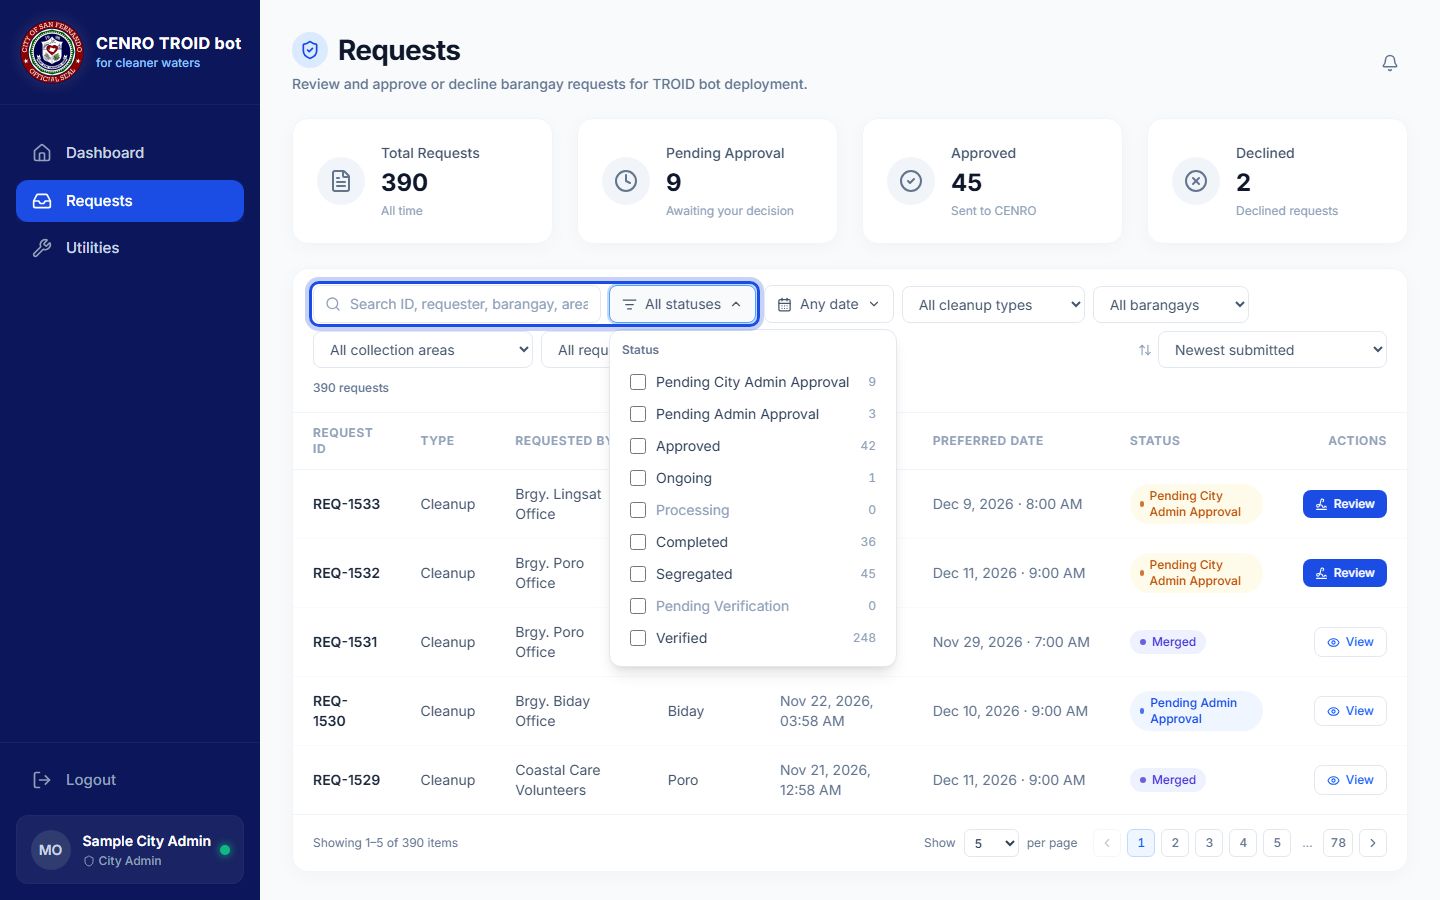 CITY OF SAN FERNANDO
OFFICIAL SEAL
CENRO TROID bot
for cleaner waters
Dashboard
Requests
Utilities
Logout
MO
Sample City Admin
City Admin
Requests
Review and approve or decline barangay requests for TROID bot deployment.
Total Requests
390
All time
Pending Approval
9
Awaiting your decision
Approved
45
Sent to CENRO
Declined
2
Declined requests
Search ID, requester, barangay, area
All statuses
Any date
All cleanup types
All barangays
All collection areas
All requ
Newest submitted
390 requests
Status
Pending City Admin Approval 9
Pending Admin Approval 3
Approved 42
Ongoing 1
Processing 0
Completed 36
Segregated 45
Pending Verification 0
Verified 248
REQUEST ID TYPE REQUESTED BY PREFERRED DATE STATUS ACTIONS
REQ-1533 Cleanup Brgy. Lingsat Office Dec 9, 2026 · 8:00 AM Pending City Admin Approval Review
REQ-1532 Cleanup Brgy. Poro Office Dec 11, 2026 · 9:00 AM Pending City Admin Approval Review
REQ-1531 Cleanup Brgy. Poro Office Nov 29, 2026 · 7:00 AM Merged View
REQ-1530 Cleanup Brgy. Biday Office Biday Nov 22, 2026, 03:58 AM Dec 10, 2026 · 9:00 AM Pending Admin Approval View
REQ-1529 Cleanup Coastal Care Volunteers Poro Nov 21, 2026, 12:58 AM Dec 11, 2026 · 9:00 AM Merged View
Showing 1–5 of 390 items
Show 5 per page
1 2 3 4 5 … 78